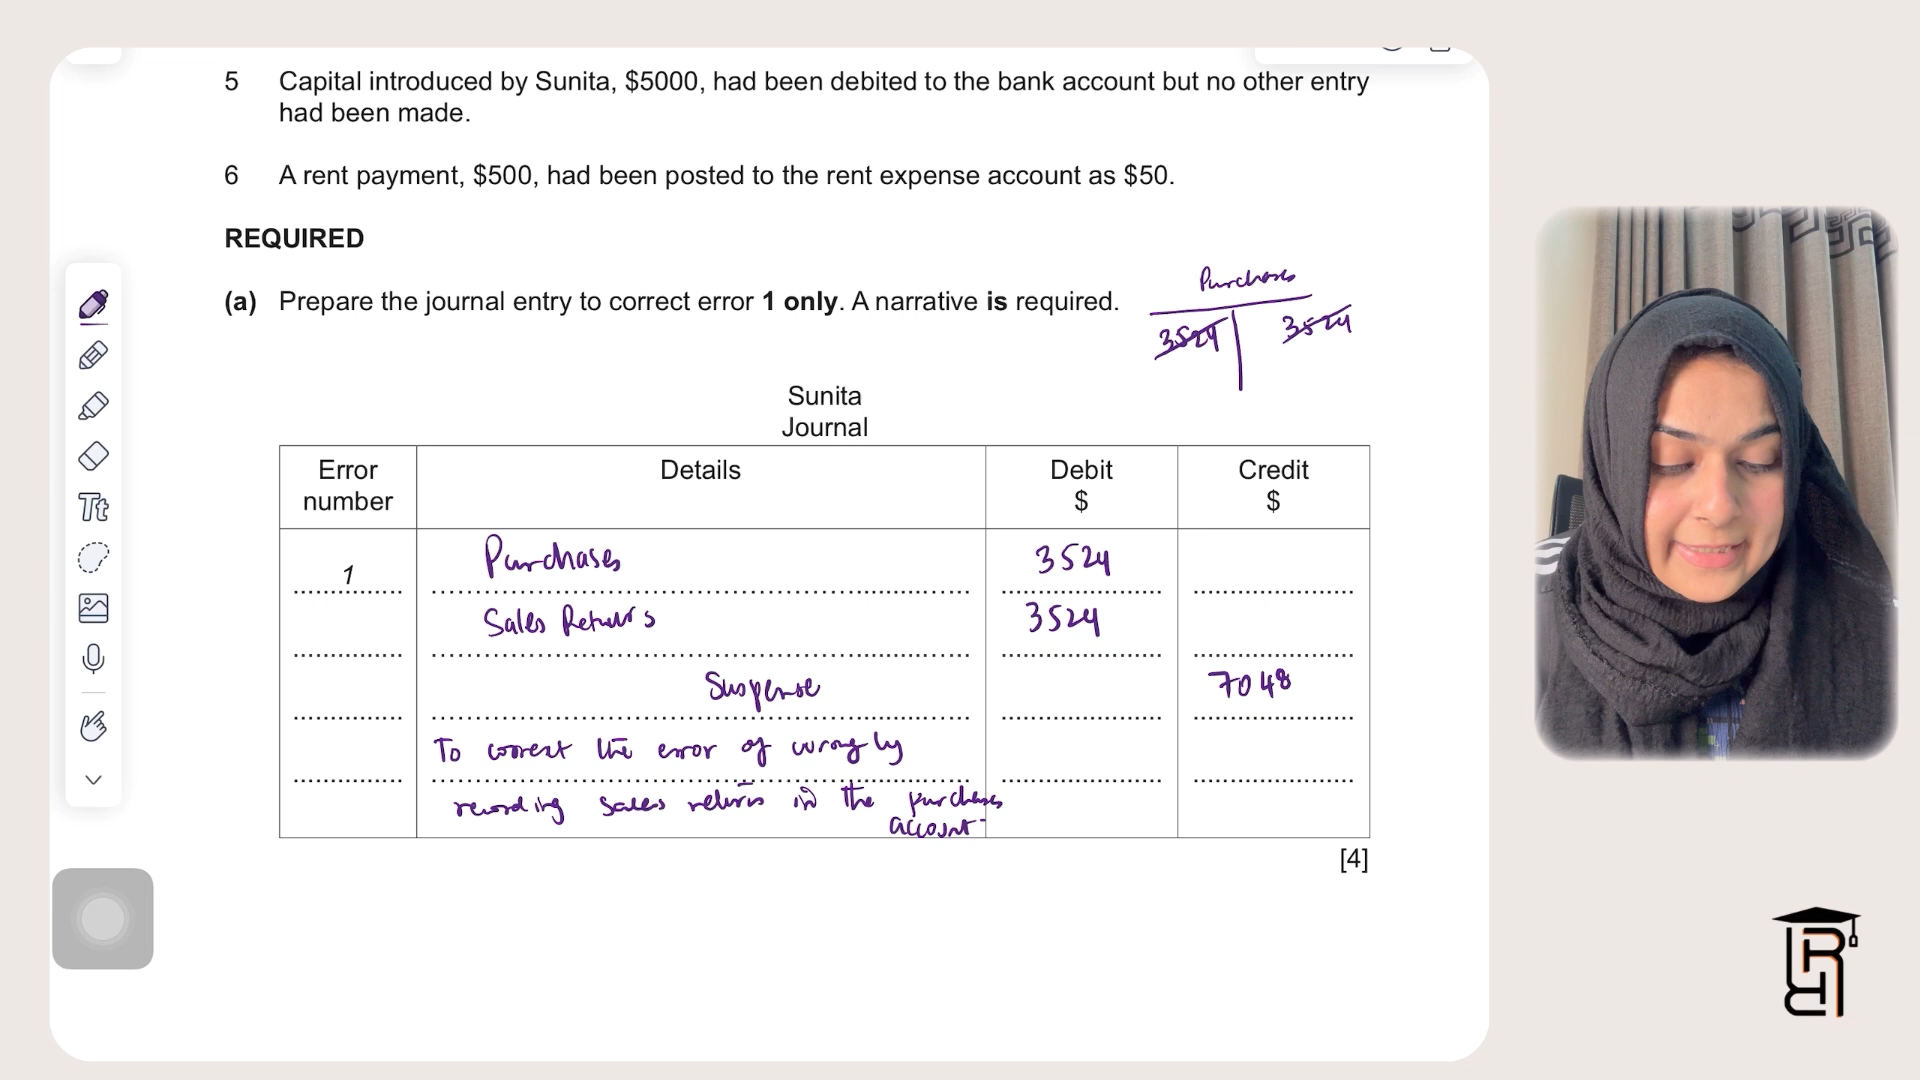 5 Capital introduced by Sunita, $5000, had been debited to the bank account but no other entry
had been made.
6 A rent payment, $500, had been posted to the rent expense account as $50.
REQUIRED
(a) Prepare the journal entry to correct error 1 only. A narrative is required.
Purchases
3524 3524
Sunita
Journal
Error number Details Debit $ Credit $
1 Purchases 3524
Sales Returns 3524
Suspense 7048
To correct the error of wrongly
recording sales returns in the purchases
account.
[4]
Tt